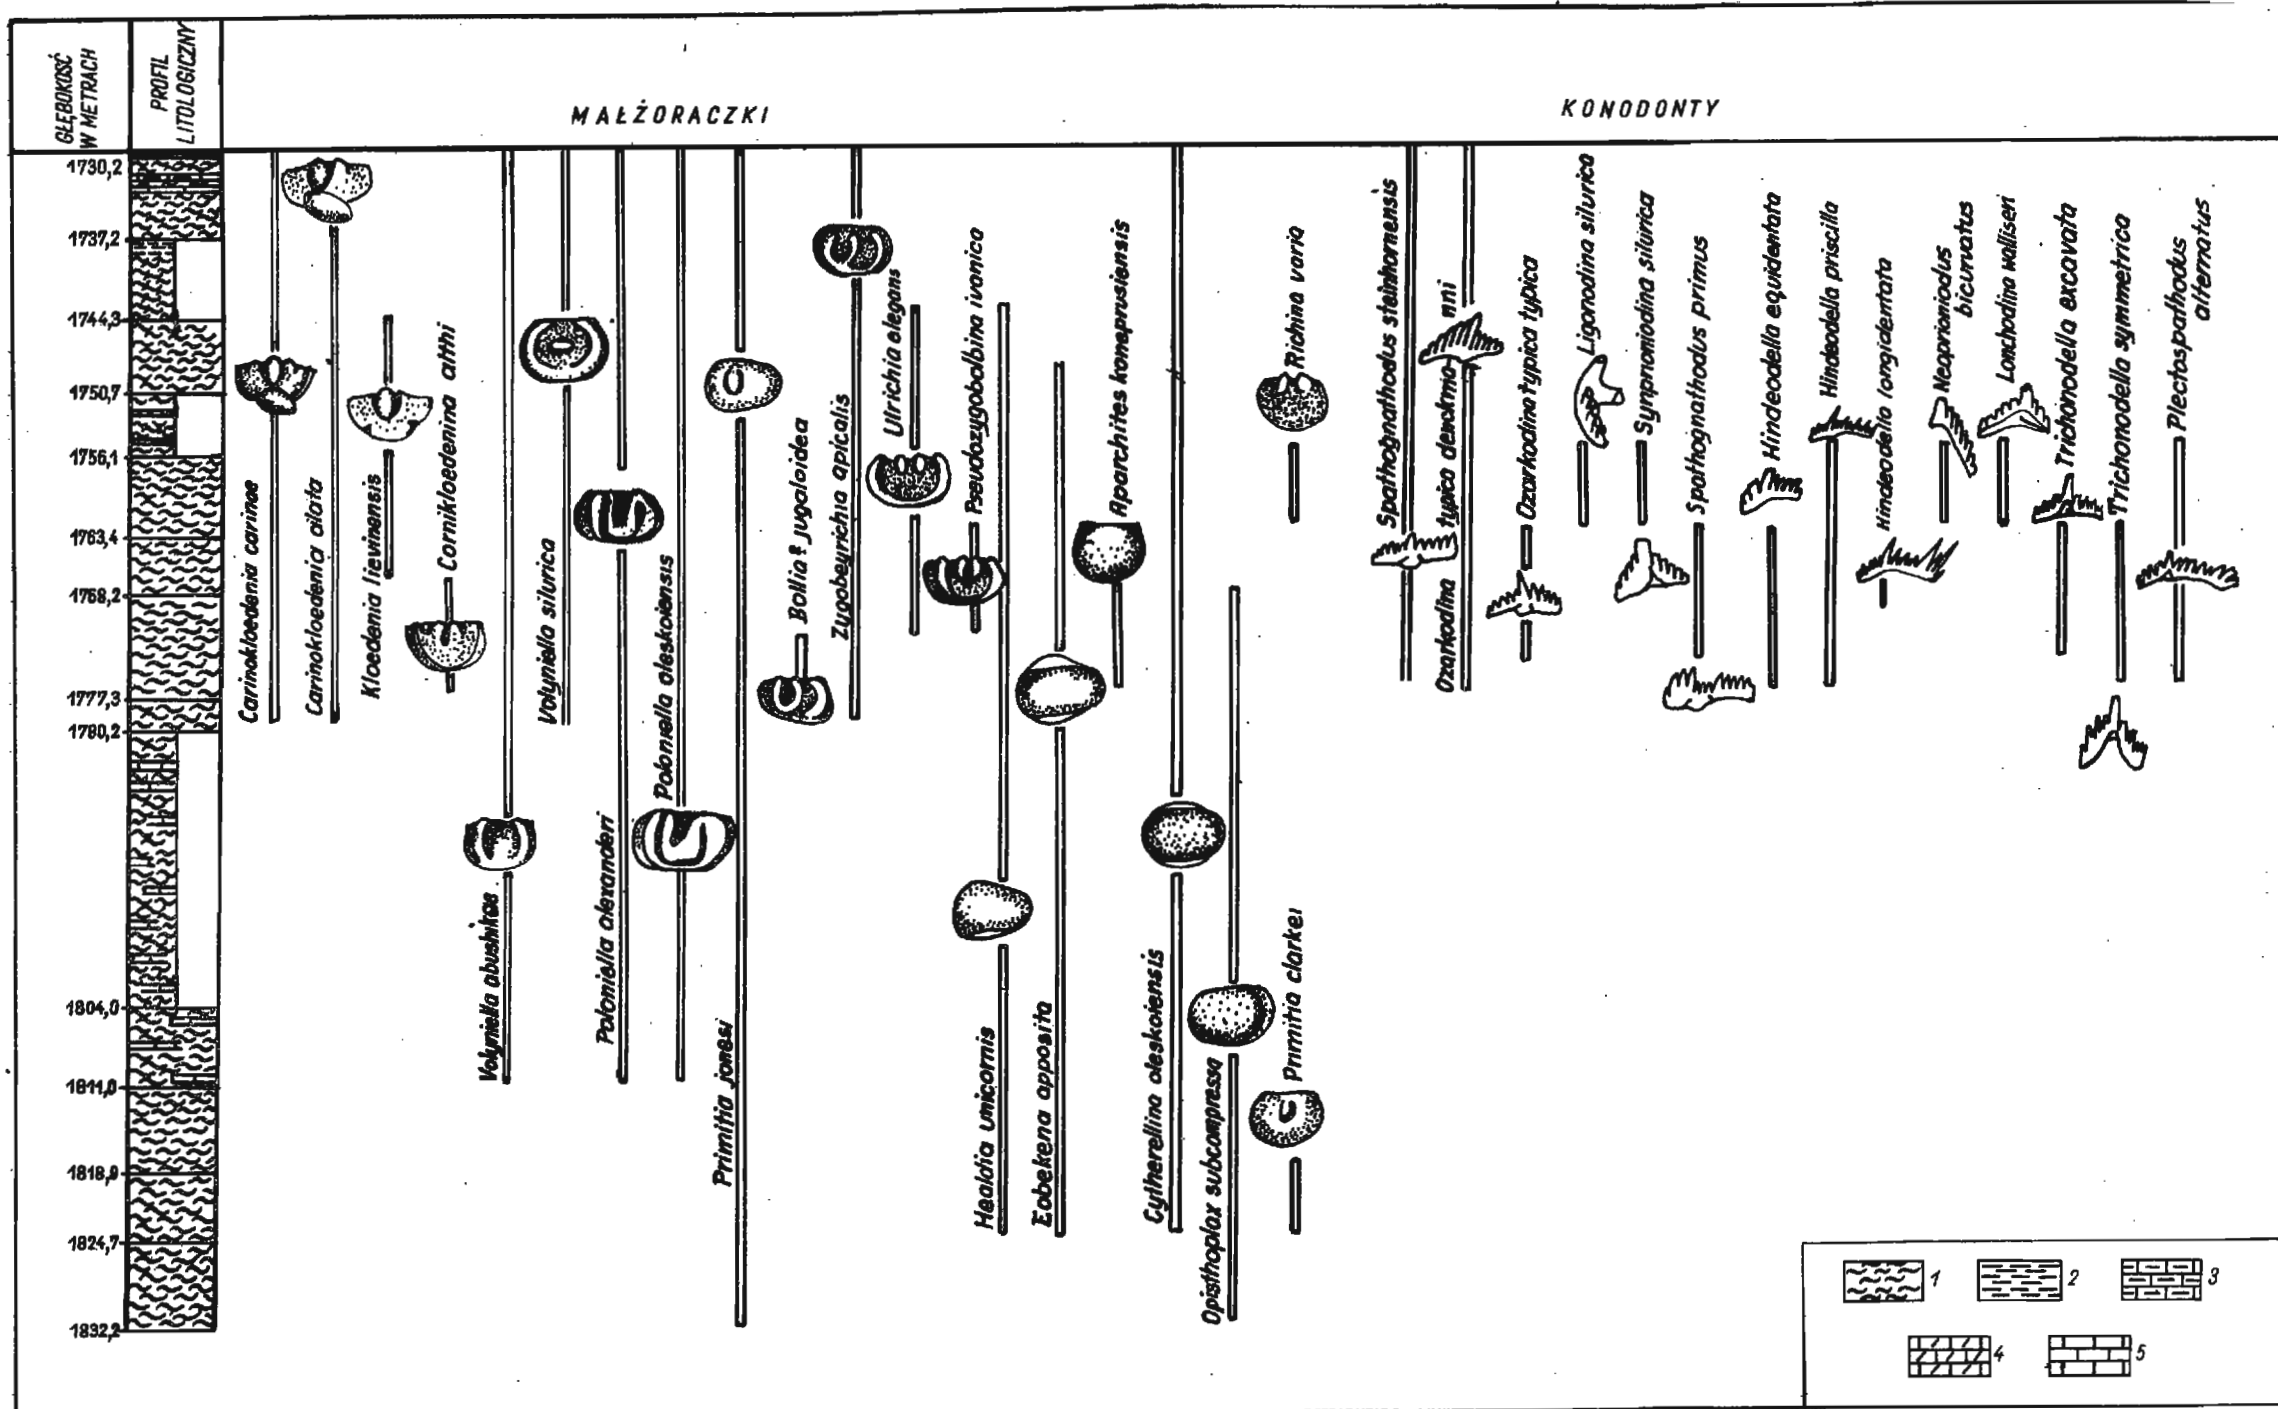 GŁĘBOKOŚĆ
W METRACH
PROFIL
LITOLOGICZNY
MAŁŻORACZKI
KONODONTY
1730,2
1737,2
1744,3
1750,7
1756,1
1763,4
1768,2
1777,3
1780,2
1804,0
1811,0
1818,9
1824,7
1832,2
Carinokloedenia carinae
Carinokloedenia alata
Kloedenia lievinensis
Cornikloedenina althi
Volyniella abushikae
Volyniella silurica
Poloniella alexanderi
Poloniella oleskoiensis
Primitia jonesi
Bollia? jugaloidea
Zygobeyrichia apicalis
Ulrichia elegans
Pseudozygobolbina ivanica
Healdia unicornis
Eobekena apposita
Aparchites koneprusiensis
Cytherellina oleskoiensis
Opisthoplax subcompressa
Richina varia
Primitia clarkei
Spathognathodus steinhornensis
Ozarkodina typica denkma nni
Ozarkodina typica typica
Ligonodina silurica
Synprioniodina silurica
Spathognathodus primus
Hindeodella equidentata
Hindeodella priscilla
Hindeodella longidentata
Neoprioniodus
bicurvatus
Lonchodina walliseri
Trichonodella excavata
Trichonodella symmetrica
Plectospathodus
alternatus
1
2
3
4
5